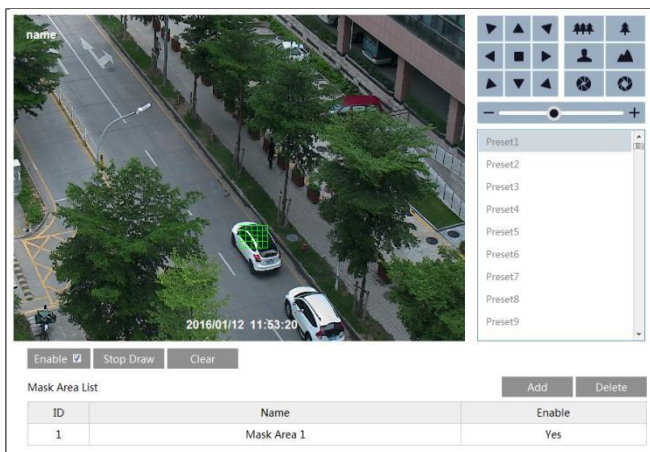 name
2016/01/12 11:53:20
Preset1
Preset2
Preset3
Preset4
Preset5
Preset6
Preset7
Preset8
Preset9
Enable Stop Draw Clear
Mask Area List Add Delete
ID Name Enable
1 Mask Area 1 Yes